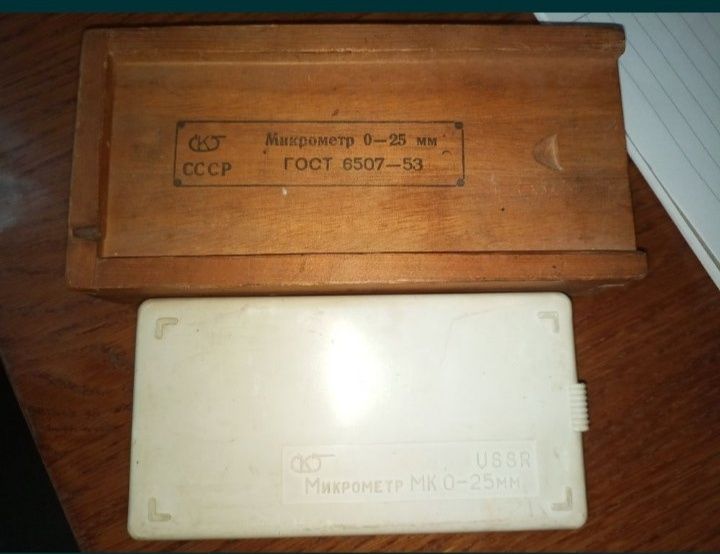 Микрометр 0—25 мм
СССР ГОСТ 6507—53
USSR
Микрометр МК 0-25мм